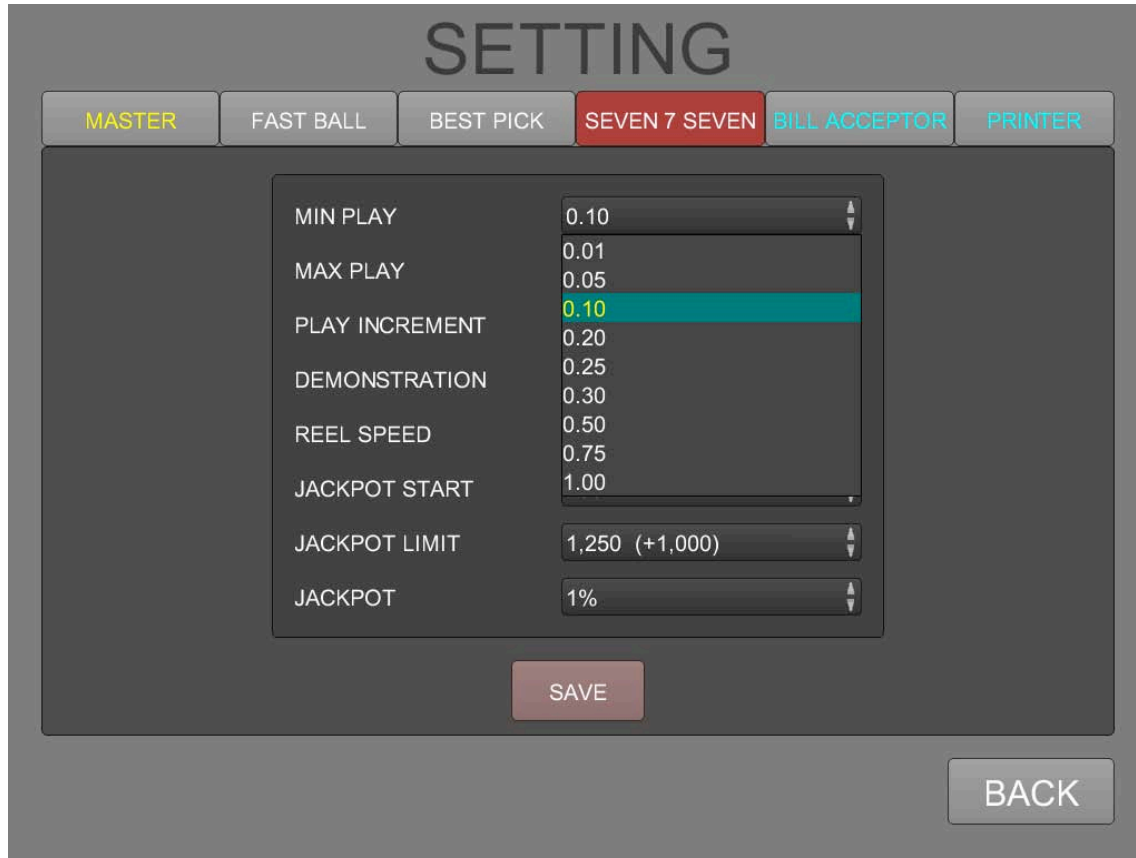 SETTING
MASTER FAST BALL BEST PICK SEVEN 7 SEVEN BILL ACCEPTOR PRINTER
MIN PLAY 0.10
0.01
MAX PLAY
0.05
0.10
PLAY INCREMENT
0.20
0.25
DEMONSTRATION
0.30
0.50
REEL SPEED
0.75
JACKPOT START 1.00
JACKPOT LIMIT 1,250 (+1,000)
JACKPOT 1%
SAVE
BACK